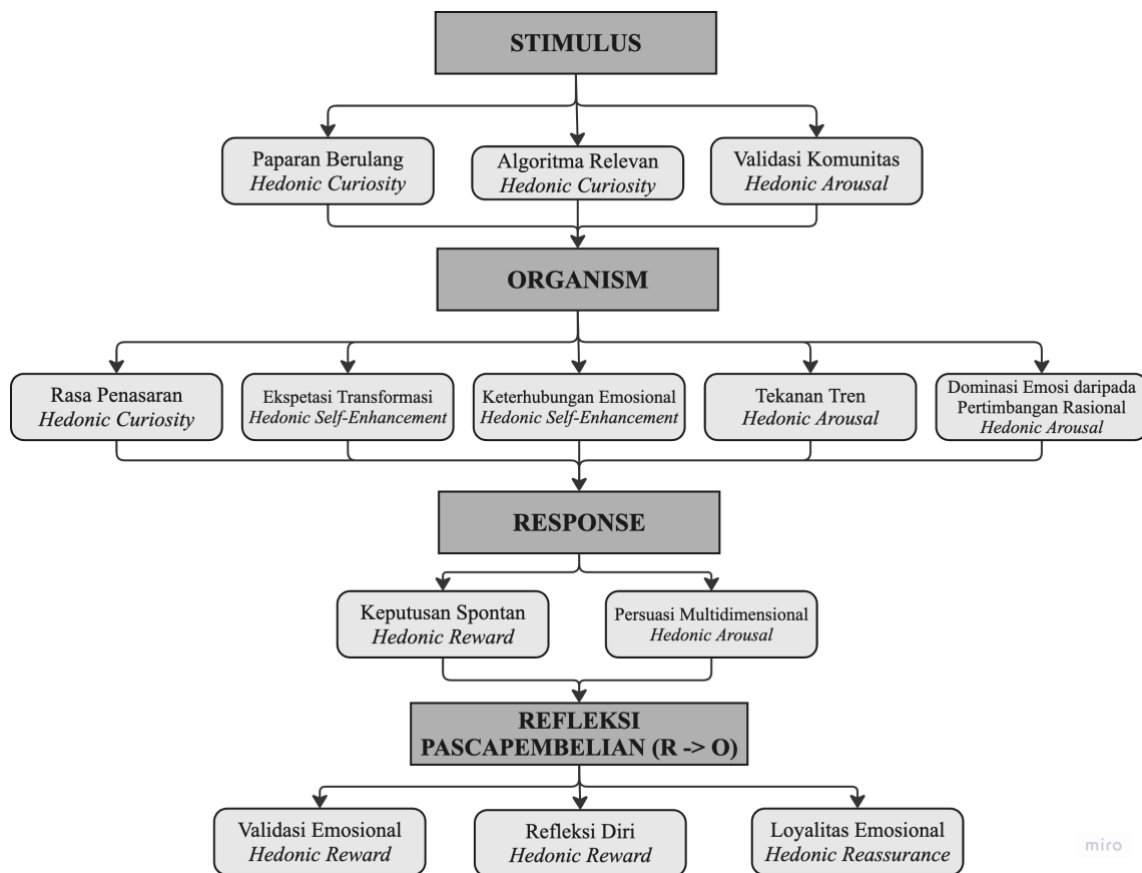 STIMULUS
Paparan Berulang
Hedonic Curiosity
Algoritma Relevan
Hedonic Curiosity
Validasi Komunitas
Hedonic Arousal
ORGANISM
Rasa Penasaran
Hedonic Curiosity
Ekspetasi Transformasi
Hedonic Self-Enhancement
Keterhubungan Emosional
Hedonic Self-Enhancement
Tekanan Tren
Hedonic Arousal
Dominasi Emosi daripada
Pertimbangan Rasional
Hedonic Arousal
RESPONSE
Keputusan Spontan
Hedonic Reward
Persuasi Multidimensional
Hedonic Arousal
REFLEKSI
PASCAPEMBELIAN (R -> O)
Validasi Emosional
Hedonic Reward
Refleksi Diri
Hedonic Reward
Loyalitas Emosional
Hedonic Reassurance
miro